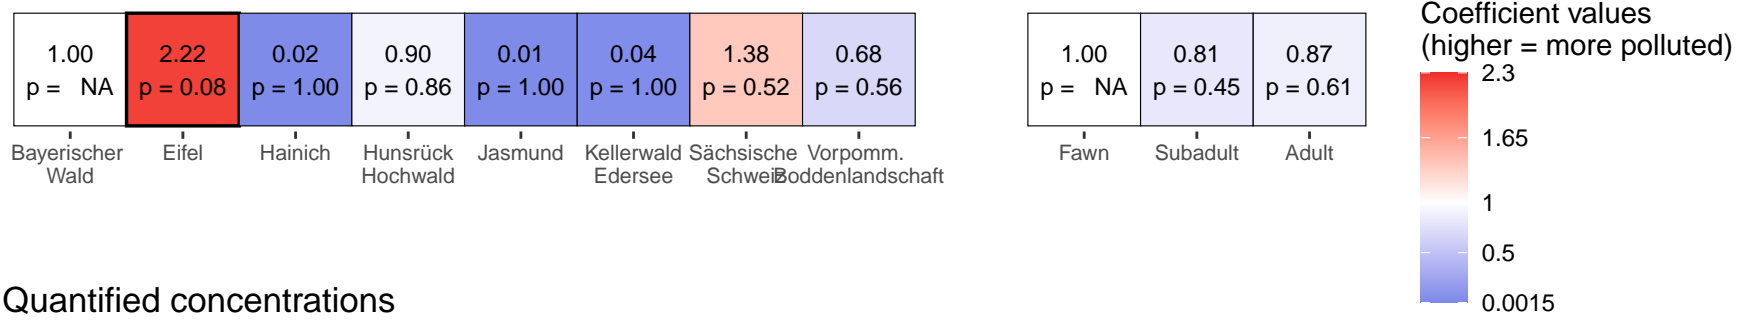 1.00 2.22 0.02 0.90 0.01 0.04 1.38 0.68
p = NA p = 0.08 p = 1.00 p = 0.86 p = 1.00 p = 1.00 p = 0.52 p = 0.56
Bayerischer Eifel Hainich Hunsrück Jasmund Kellerwald Sächsische Vorpomm.
Wald Hochwald Edersee Schweiz Boddenlandschaft
1.00 0.81 0.87
p = NA p = 0.45 p = 0.61
Fawn Subadult Adult
Coefficient values
(higher = more polluted)
2.3
1.65
1
0.5
0.0015
Quantified concentrations